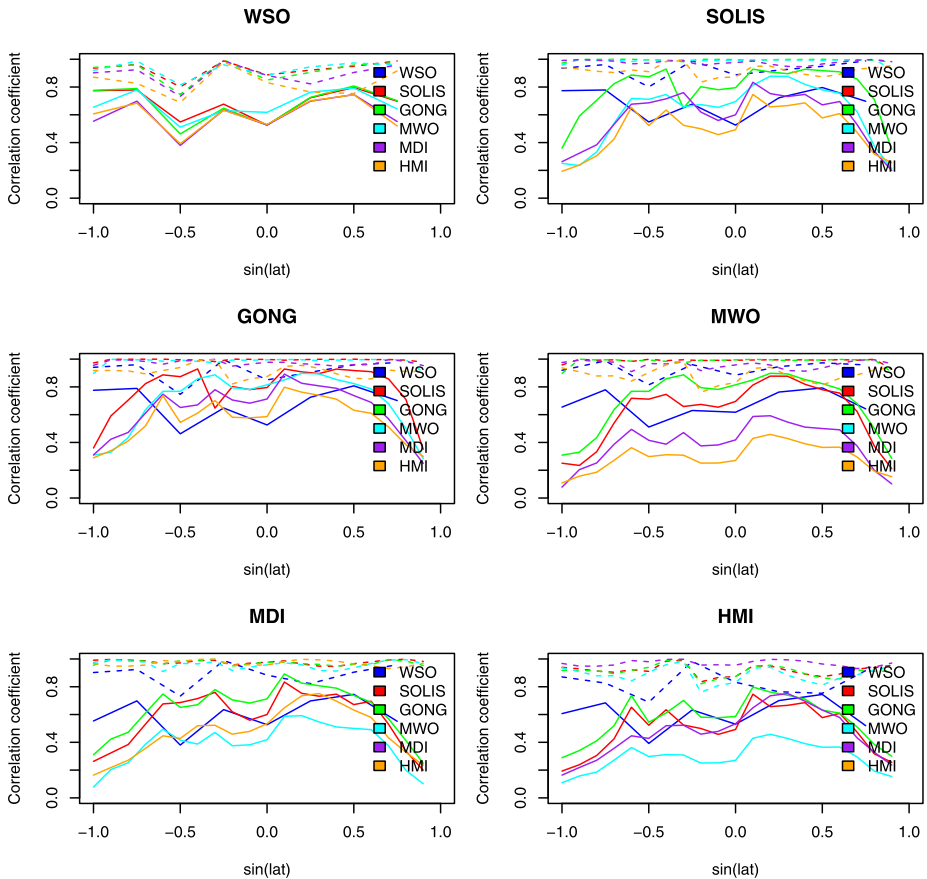 WSO
Correlation coefficient
0.0 0.4 0.8
WSO
SOLIS
GONG
MWO
MDI
HMI
−1.0 −0.5 0.0 0.5 1.0
sin(lat)
SOLIS
Correlation coefficient
0.0 0.4 0.8
WSO
SOLIS
GONG
MWO
MDI
HMI
−1.0 −0.5 0.0 0.5 1.0
sin(lat)
GONG
Correlation coefficient
0.0 0.4 0.8
WSO
SOLIS
GONG
MWO
MDI
HMI
−1.0 −0.5 0.0 0.5 1.0
sin(lat)
MWO
Correlation coefficient
0.0 0.4 0.8
WSO
SOLIS
GONG
MWO
MDI
HMI
−1.0 −0.5 0.0 0.5 1.0
sin(lat)
MDI
Correlation coefficient
0.0 0.4 0.8
WSO
SOLIS
GONG
MWO
MDI
HMI
−1.0 −0.5 0.0 0.5 1.0
sin(lat)
HMI
Correlation coefficient
0.0 0.4 0.8
WSO
SOLIS
GONG
MWO
MDI
HMI
−1.0 −0.5 0.0 0.5 1.0
sin(lat)